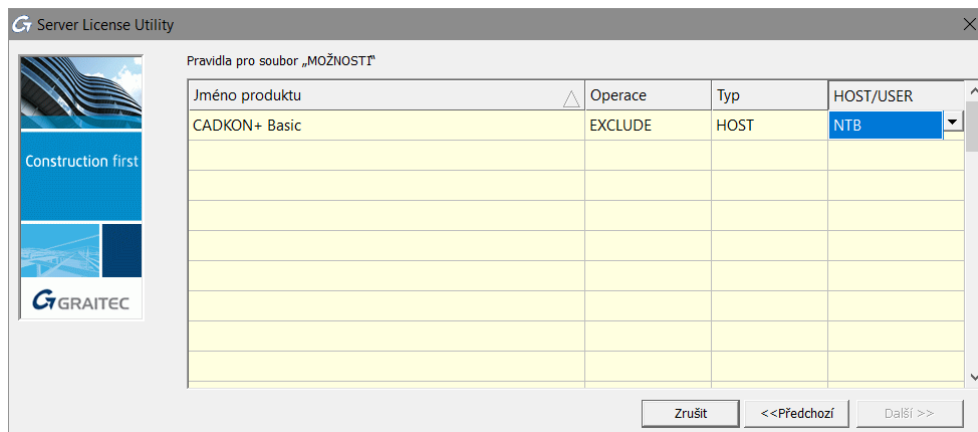 Server License Utility
Pravidla pro soubor „MOŽNOSTI"
Jméno produktu Operace Typ HOST/USER
CADKON+ Basic EXCLUDE HOST NTB
Construction first
GRAITEC
Zrušit <<Předchozí Další >>